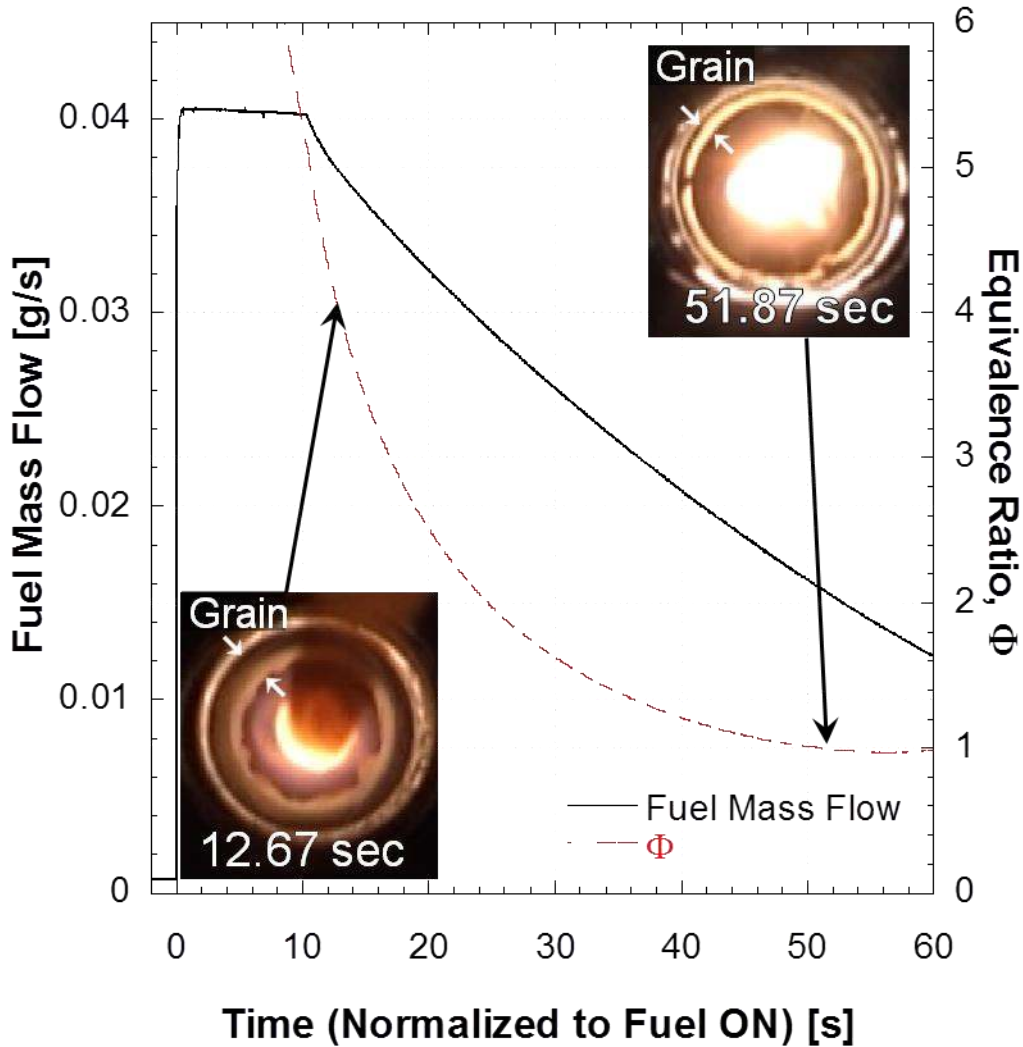 Fuel Mass Flow [g/s]
0.04
0.03
0.02
0.01
0
6
5
4
3
2
1
0
Equivalence Ratio, Φ
Grain
51.87 sec
Grain
12.67 sec
Fuel Mass Flow
Φ
0 10 20 30 40 50 60
Time (Normalized to Fuel ON) [s]